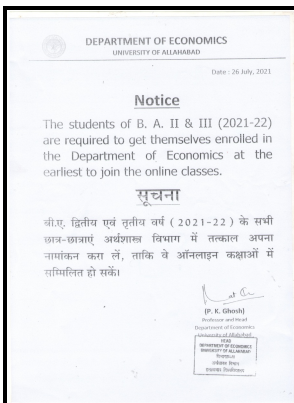 DEPARTMENT OF ECONOMICS
UNIVERSITY OF ALLAHABAD
Date : 26 July, 2021
Notice
The students of B. A. II & III (2021-22)
are required to get themselves enrolled in
the Department of Economics at the
earliest to join the online classes.
सूचना
बी.ए. द्वितीय एवं तृतीय वर्ष ( 2021-22 ) के सभी
छात्र-छात्राएं अर्थशास्त्र विभाग में तत्काल अपना
नामांकन करा लें, ताकि वे ऑनलाइन कक्षाओं में
सम्मिलित हो सकें।
(P. K. Ghosh)
Professor and Head
Department of Economics
University of Allahabad
HEAD
DEPARTMENT OF ECONOMICS
UNIVERSITY OF ALLAHABAD